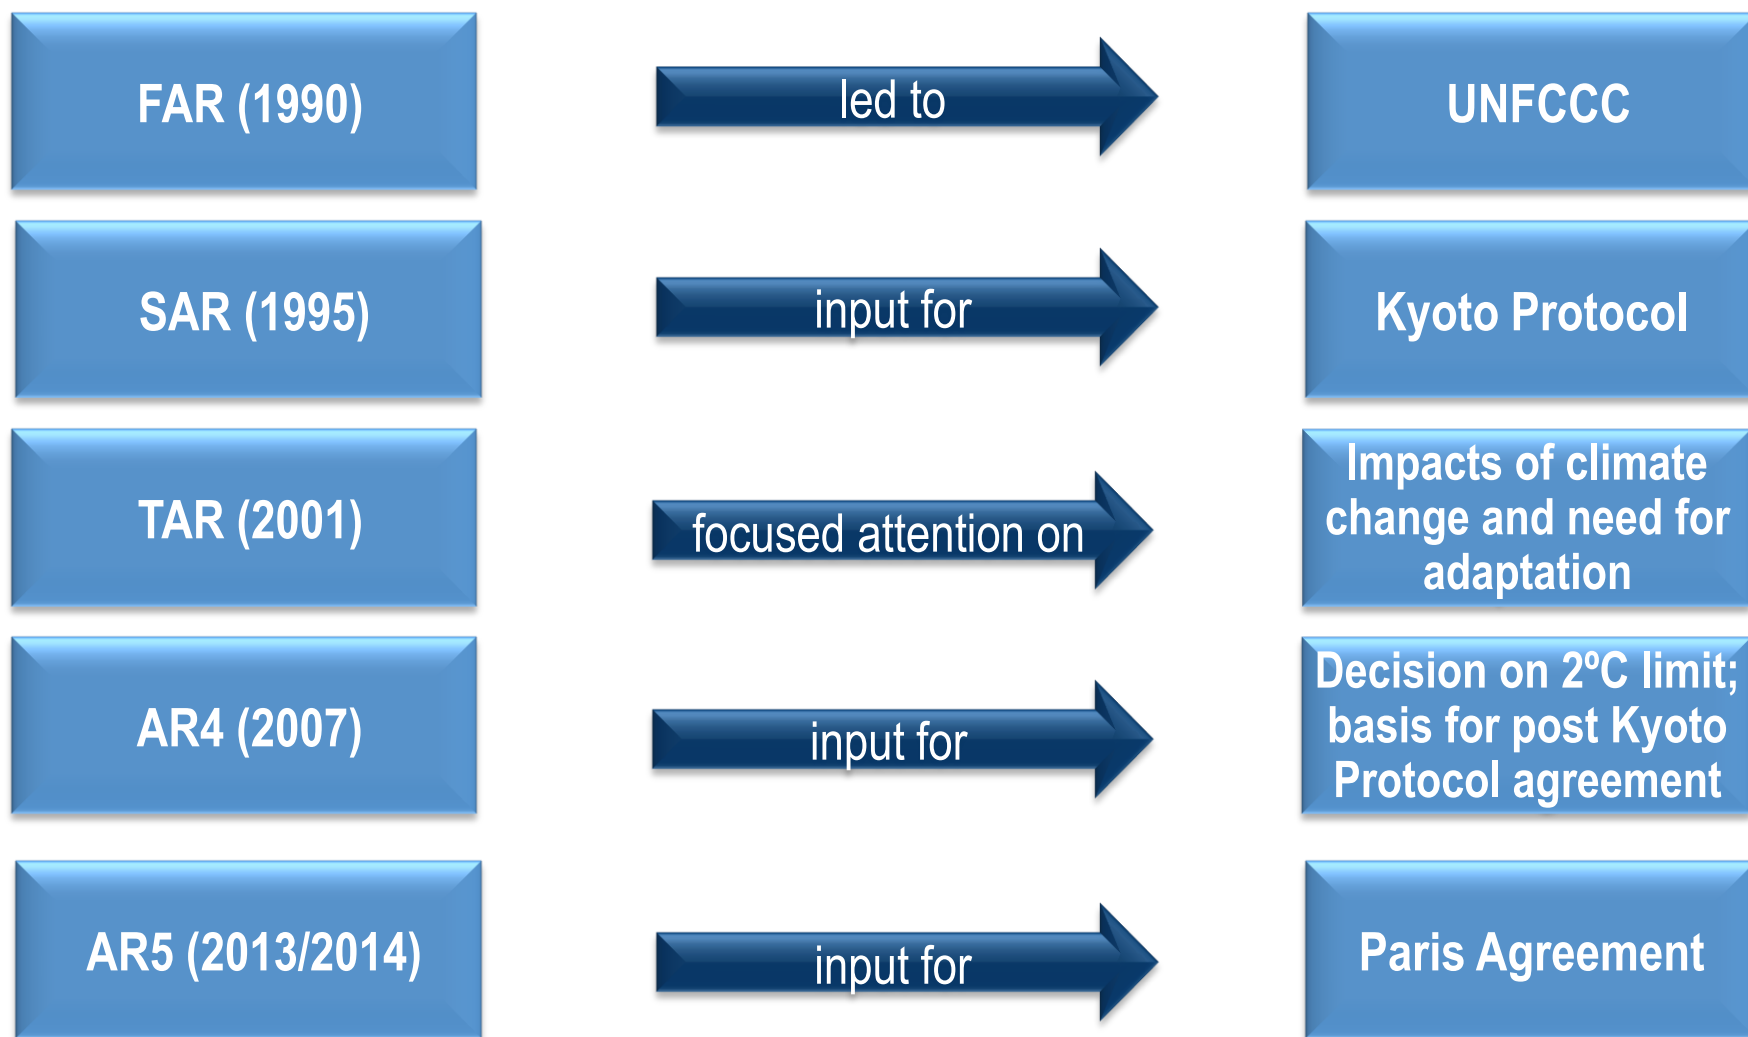 FAR (1990)
led to
UNFCCC
SAR (1995)
input for
Kyoto Protocol
TAR (2001)
focused attention on
Impacts of climate
change and need for
adaptation
AR4 (2007)
input for
Decision on 2ºC limit;
basis for post Kyoto
Protocol agreement
AR5 (2013/2014)
input for
Paris Agreement